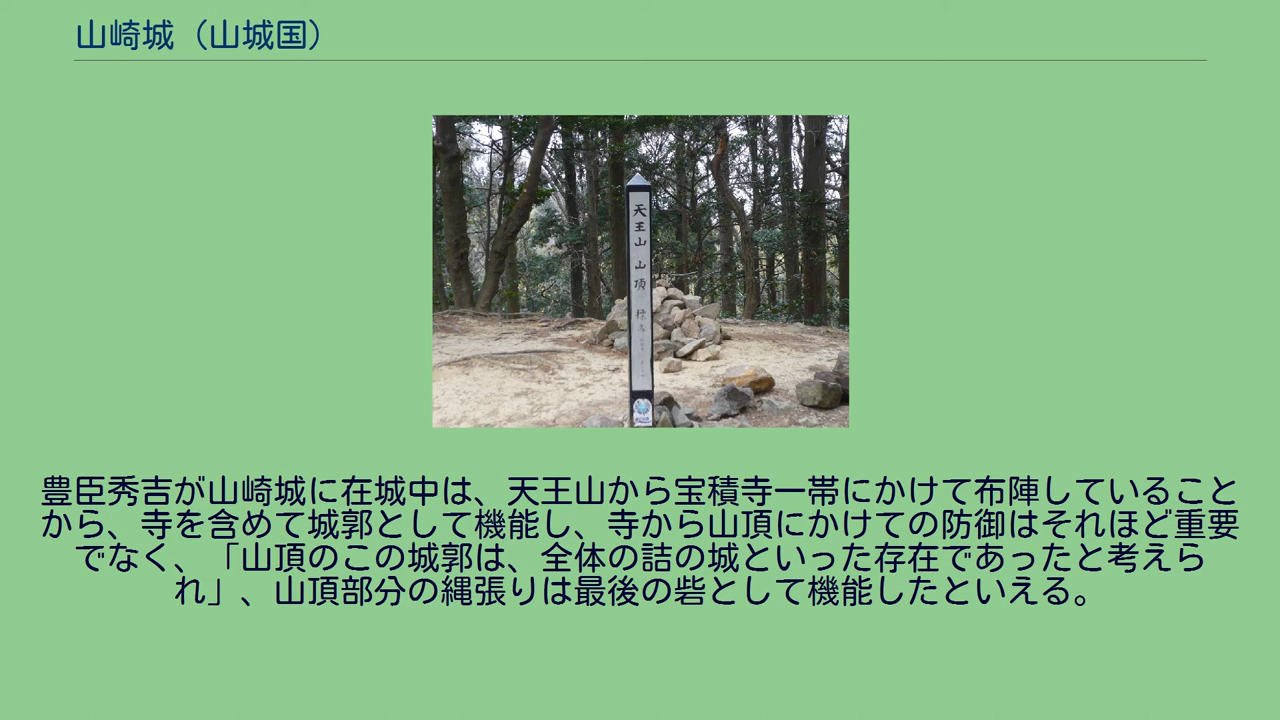 山崎城（山城国）
天王山 山頂
豊臣秀吉が山崎城に在城中は、天王山から宝積寺一帯にかけて布陣していること
から、寺を含めて城郭として機能し、寺から山頂にかけての防御はそれほど重要
でなく、「山頂のこの城郭は、全体の詰の城といった存在であったと考えら
れ」、山頂部分の縄張りは最後の砦として機能したといえる。